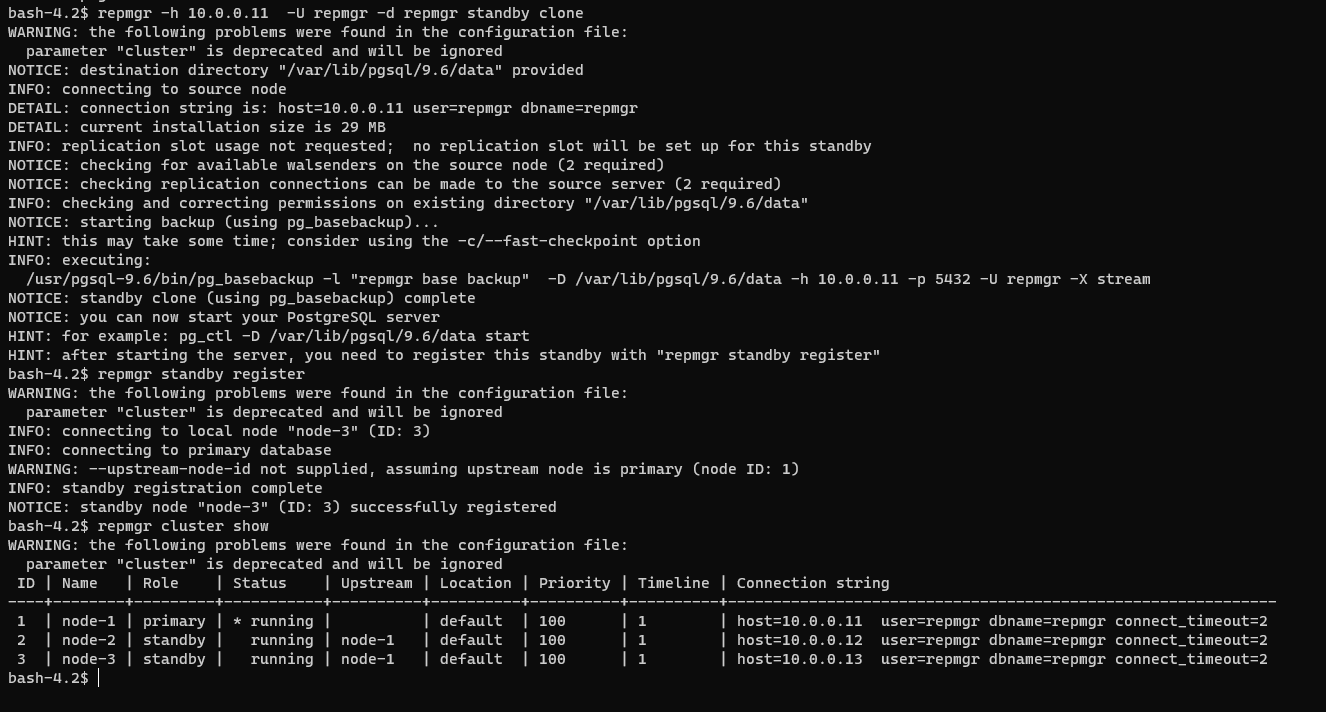 bash-4.2$ repmgr -h 10.0.0.11  -U repmgr -d repmgr standby clone
WARNING: the following problems were found in the configuration file:
  parameter "cluster" is deprecated and will be ignored
NOTICE: destination directory "/var/lib/pgsql/9.6/data" provided
INFO: connecting to source node
DETAIL: connection string is: host=10.0.0.11 user=repmgr dbname=repmgr
DETAIL: current installation size is 29 MB
INFO: replication slot usage not requested;  no replication slot will be set up for this standby
NOTICE: checking for available walsenders on the source node (2 required)
NOTICE: checking replication connections can be made to the source server (2 required)
INFO: checking and correcting permissions on existing directory "/var/lib/pgsql/9.6/data"
NOTICE: starting backup (using pg_basebackup)...
HINT: this may take some time; consider using the -c/--fast-checkpoint option
INFO: executing:
  /usr/pgsql-9.6/bin/pg_basebackup -l "repmgr base backup"  -D /var/lib/pgsql/9.6/data -h 10.0.0.11 -p 5432 -U repmgr -X stream
NOTICE: standby clone (using pg_basebackup) complete
NOTICE: you can now start your PostgreSQL server
HINT: for example: pg_ctl -D /var/lib/pgsql/9.6/data start
HINT: after starting the server, you need to register this standby with "repmgr standby register"
bash-4.2$ repmgr standby register
WARNING: the following problems were found in the configuration file:
  parameter "cluster" is deprecated and will be ignored
INFO: connecting to local node "node-3" (ID: 3)
INFO: connecting to primary database
WARNING: --upstream-node-id not supplied, assuming upstream node is primary (node ID: 1)
INFO: standby registration complete
NOTICE: standby node "node-3" (ID: 3) successfully registered
bash-4.2$ repmgr cluster show
WARNING: the following problems were found in the configuration file:
  parameter "cluster" is deprecated and will be ignored
 ID | Name   | Role    | Status    | Upstream | Location | Priority | Timeline | Connection string
----+--------+---------+-----------+----------+----------+----------+----------+-------------------------------------------------------------
 1  | node-1 | primary | * running |          | default  | 100      | 1        | host=10.0.0.11  user=repmgr dbname=repmgr connect_timeout=2
 2  | node-2 | standby |   running | node-1   | default  | 100      | 1        | host=10.0.0.12  user=repmgr dbname=repmgr connect_timeout=2
 3  | node-3 | standby |   running | node-1   | default  | 100      | 1        | host=10.0.0.13  user=repmgr dbname=repmgr connect_timeout=2
bash-4.2$